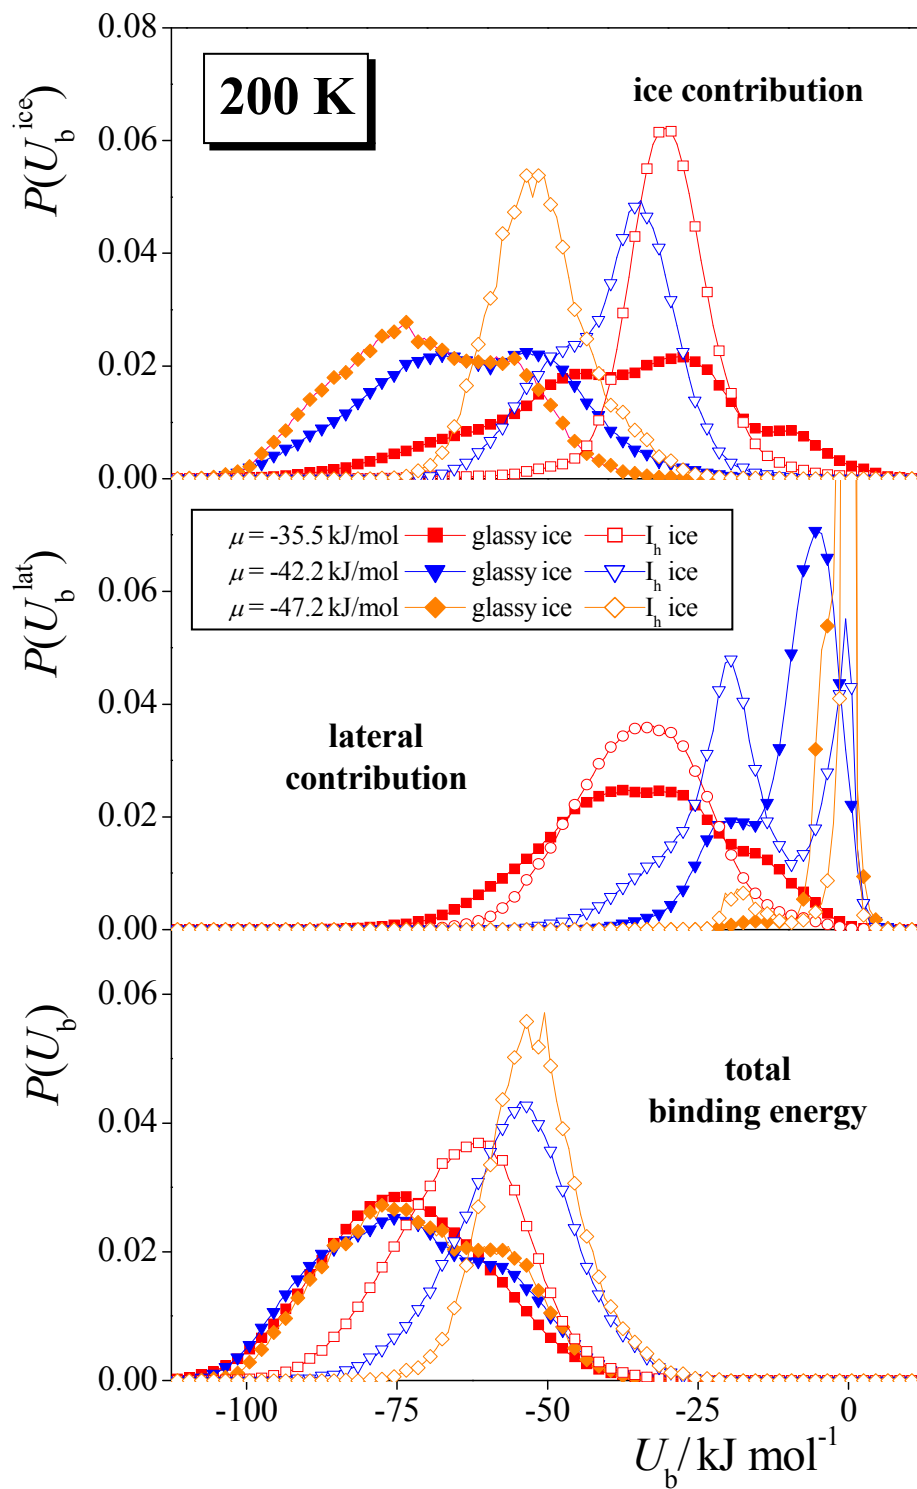 0.08
200 K
ice contribution
P(U_b^ice)
0.06
0.04
0.02
0.00
μ = -35.5 kJ/mol glassy ice I_h ice
μ = -42.2 kJ/mol glassy ice I_h ice
μ = -47.2 kJ/mol glassy ice I_h ice
P(U_b^lat)
0.06
0.04
lateral
contribution
0.02
0.00
P(U_b)
0.06
total
binding energy
0.04
0.02
0.00
-100 -75 -50 -25 0
U_b/ kJ mol^-1